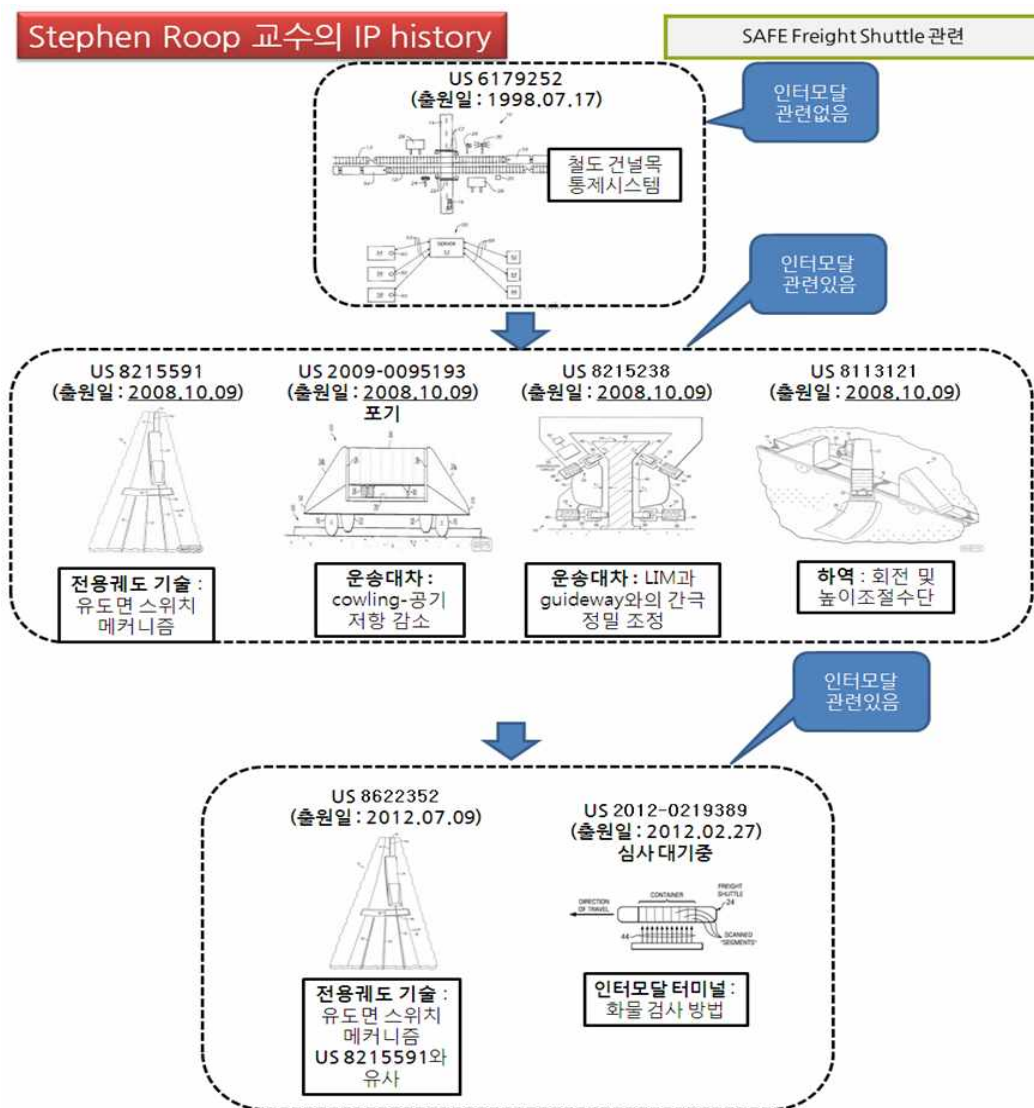 Stephen Roop 교수의 IP history
SAFE Freight Shuttle 관련
US 6179252
(출원일 : 1998.07.17)
인터모달
관련없음
철도 건널목
통제시스템
SERVER
인터모달
관련있음
US 8215591
(출원일 : 2008.10.09)
US 2009-0095193
(출원일 : 2008.10.09)
포기
US 8215238
(출원일 : 2008.10.09)
US 8113121
(출원일 : 2008.10.09)
전용궤도 기술 :
유도면 스위치
메커니즘
운송대차 :
cowling-공기
저항 감소
운송대차 : LIM과
guideway와의 간극
정밀 조정
하역 : 회전 및
높이조절수단
인터모달
관련있음
US 8622352
(출원일 : 2012.07.09)
US 2012-0219389
(출원일 : 2012.02.27)
심사 대기중
DIRECTION
OF TRAVEL
CONTAINER
FREIGHT
SHUTTLE
24
44
SCANNED
"SEGMENTS"
전용궤도 기술 :
유도면 스위치
메커니즘
US 8215591와
유사
인터모달 터미널 :
화물 검사 방법